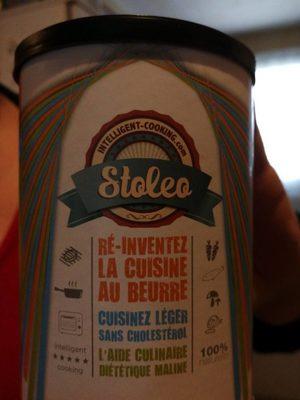 INTELLIGENT-COOKING.com
Stoleo
RÉ-INVENTEZ
LA CUISINE
AU BEURRE
CUISINEZ LÉGER
SANS CHOLESTÉROL
L'AIDE CULINAIRE
DIÉTÉTIQUE MALINE
intelligent
cooking
100%